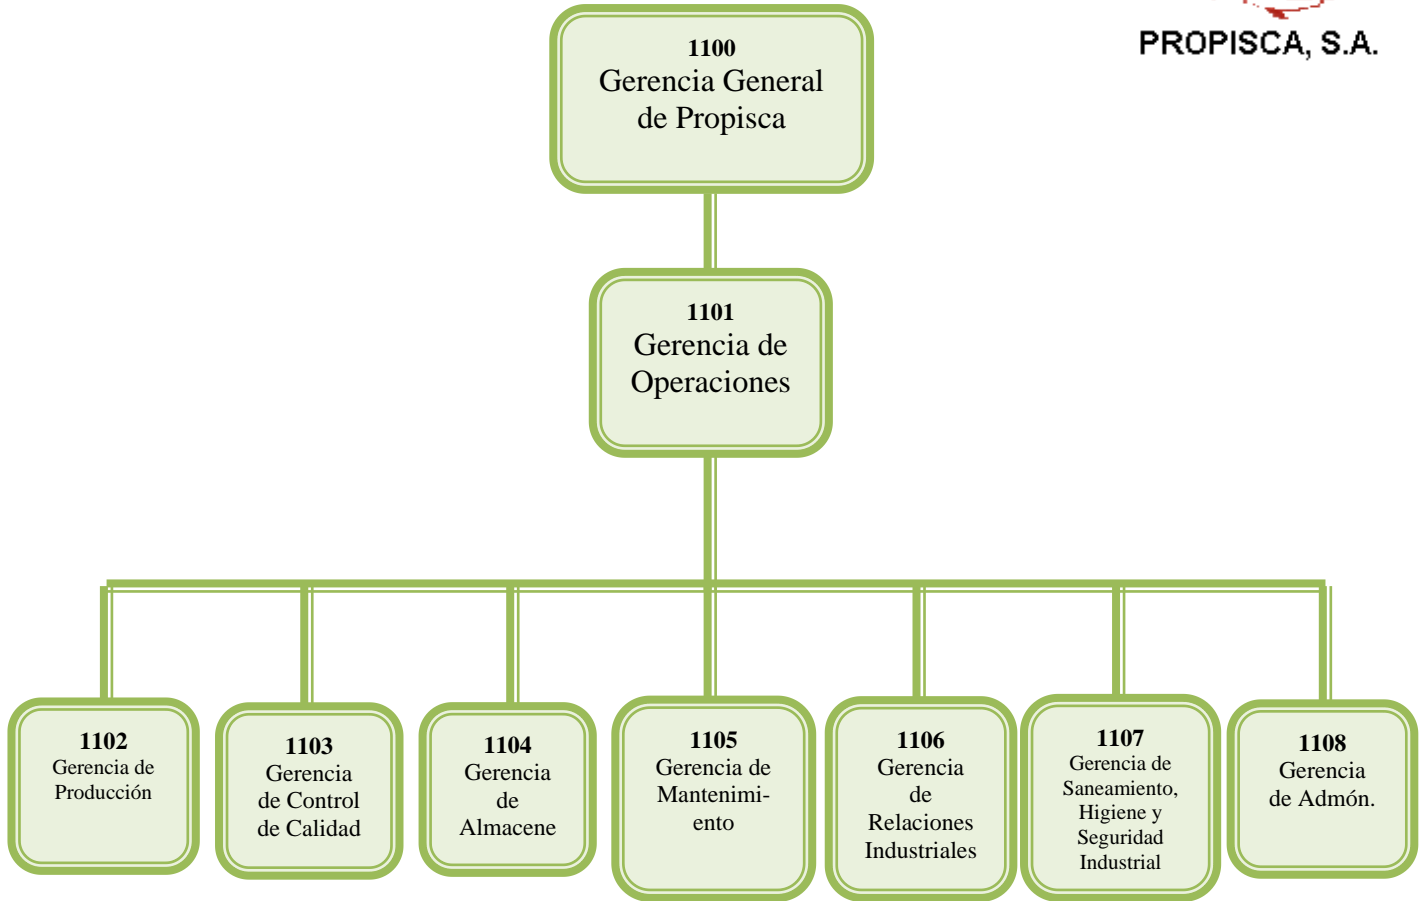 PROPISCA, S.A.
1100
Gerencia General
de Propisca
1101
Gerencia de
Operaciones
1102
Gerencia de
Producción
1103
Gerencia
de Control
de Calidad
1104
Gerencia
de
Almacene
1105
Gerencia de
Mantenimi-
ento
1106
Gerencia
de
Relaciones
Industriales
1107
Gerencia de
Saneamiento,
Higiene y
Seguridad
Industrial
1108
Gerencia
de Admón.